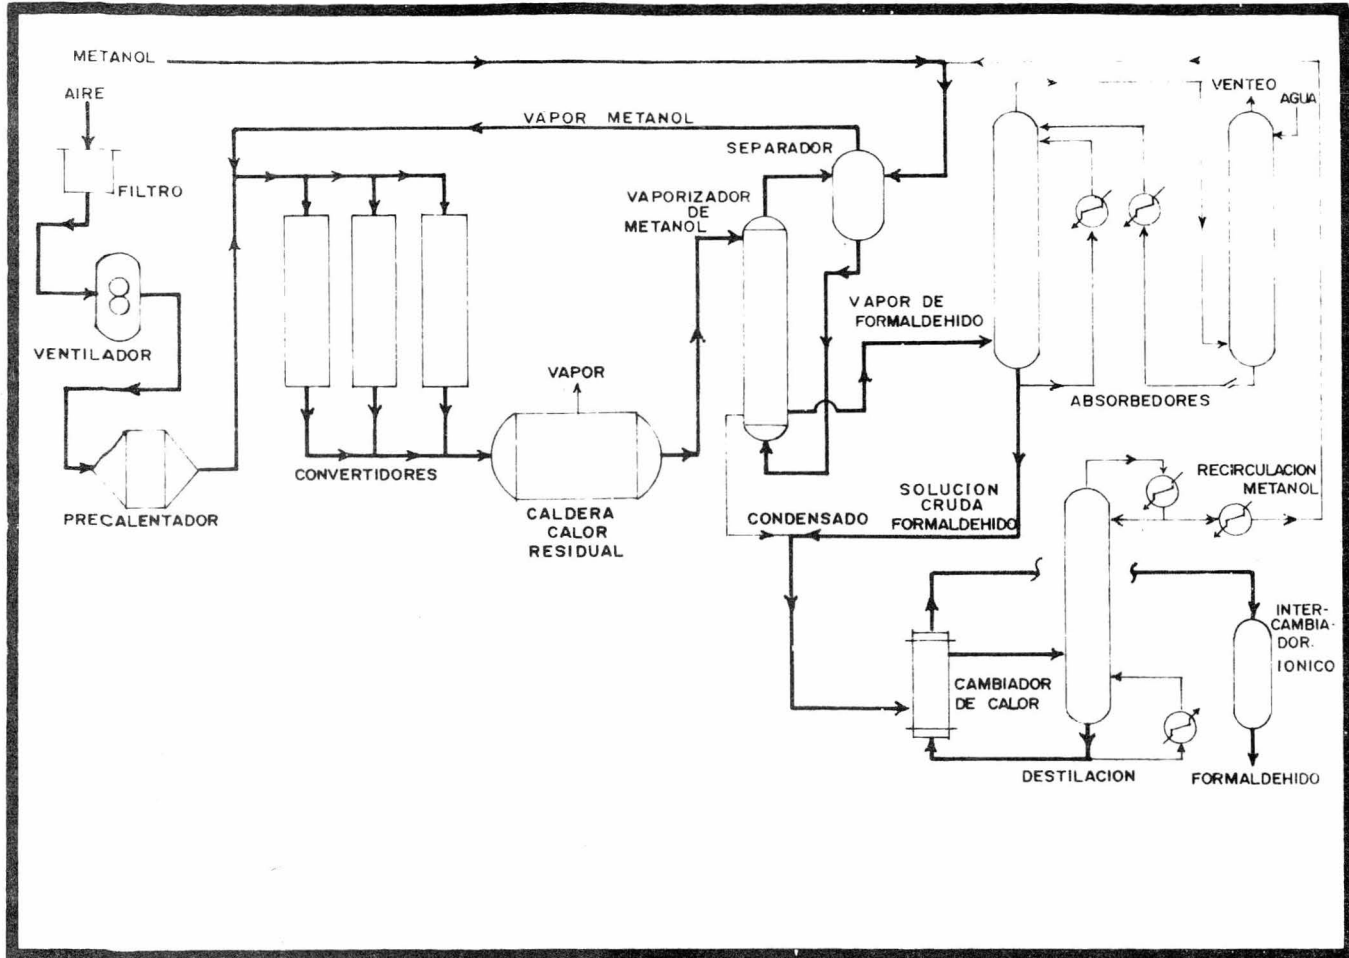 METANOL
AIRE
FILTRO
VENTILADOR
PRECALENTADOR
VAPOR METANOL
SEPARADOR
VAPORIZADOR
DE
METANOL
VENTEO
AGUA
VAPOR DE
FORMALDEHIDO
ABSORBEDORES
VAPOR
CONVERTIDORES
CALDERA
CALOR
RESIDUAL
CONDENSADO
SOLUCION
CRUDA
FORMALDEHIDO
RECIRCULACION
METANOL
CAMBIADOR
DE CALOR
DESTILACION
INTER-
CAMBIA-
DOR.
IONICO
FORMALDEHIDO